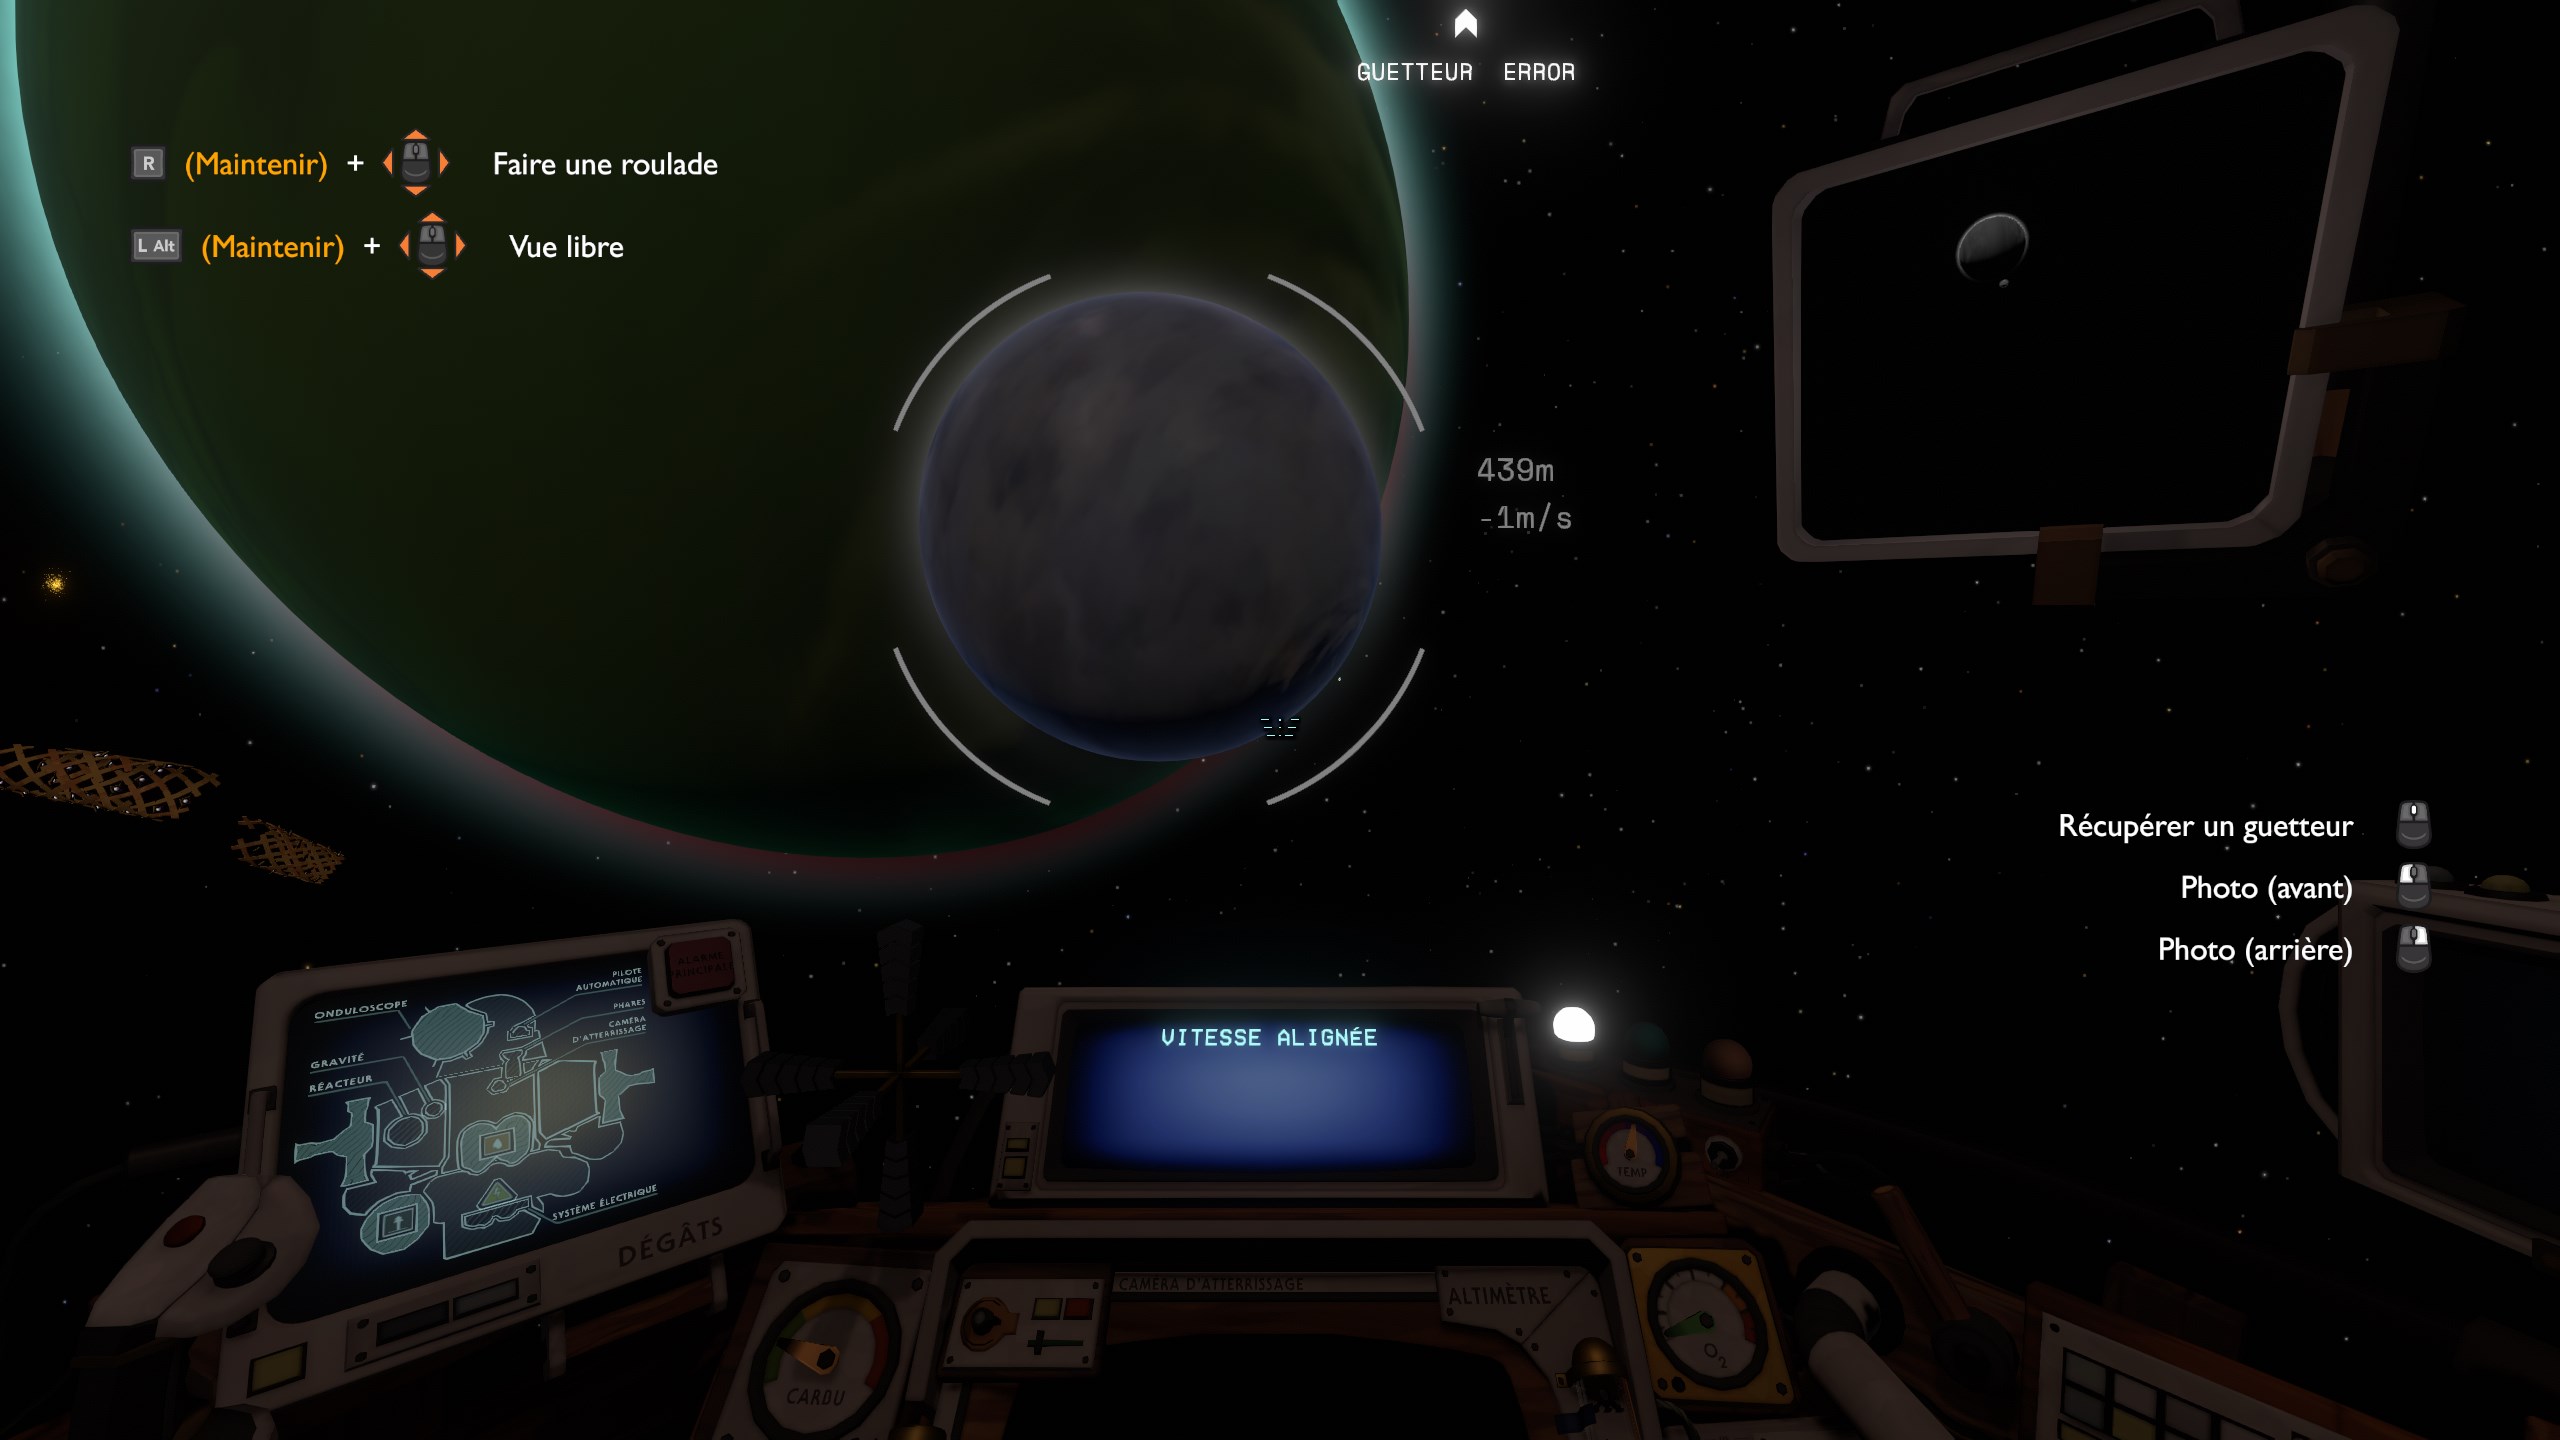 GUETTEUR ERROR
R (Maintenir) + Faire une roulade
L Alt (Maintenir) + Vue libre
439m
-1m/s
Récupérer un guetteur
Photo (avant)
Photo (arrière)
ALARME
PRINCIPALE
PILOTE
AUTOMATIQUE
PHARES
CAMÉRA
D'ATTERRISSAGE
ONDULOSCOPE
GRAVITÉ
RÉACTEUR
SYSTÈME ÉLECTRIQUE
DÉGÂTS
VITESSE ALIGNÉE
TEMP
CAMÉRA D'ATTERRISSAGE
ALTIMÈTRE
CARBU
O2